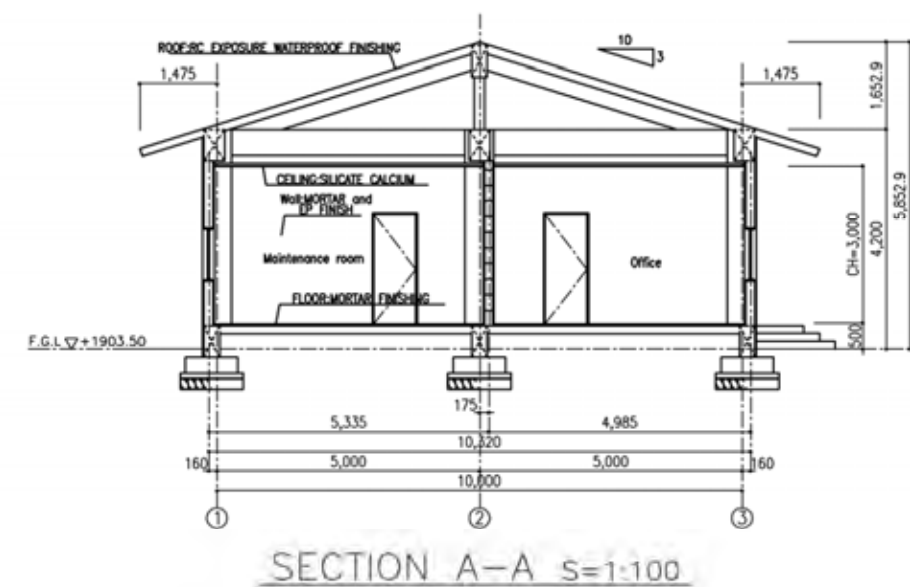 ROOF:RC EXPOSURE WATERPROOF FINISHING
10
3
1,475
1,475
1,652.9
CEILING:SILICATE CALCIUM
Wall:MORTAR and
EP FINISH
Maintenance room
Office
FLOOR:MORTAR FINISHING
CH=3,000
4,200
5,852.9
500
F.G.L ▽+1903.50
175
5,335
4,985
10,320
160
5,000
5,000
160
10,000
1
2
3
SECTION A-A S=1:100